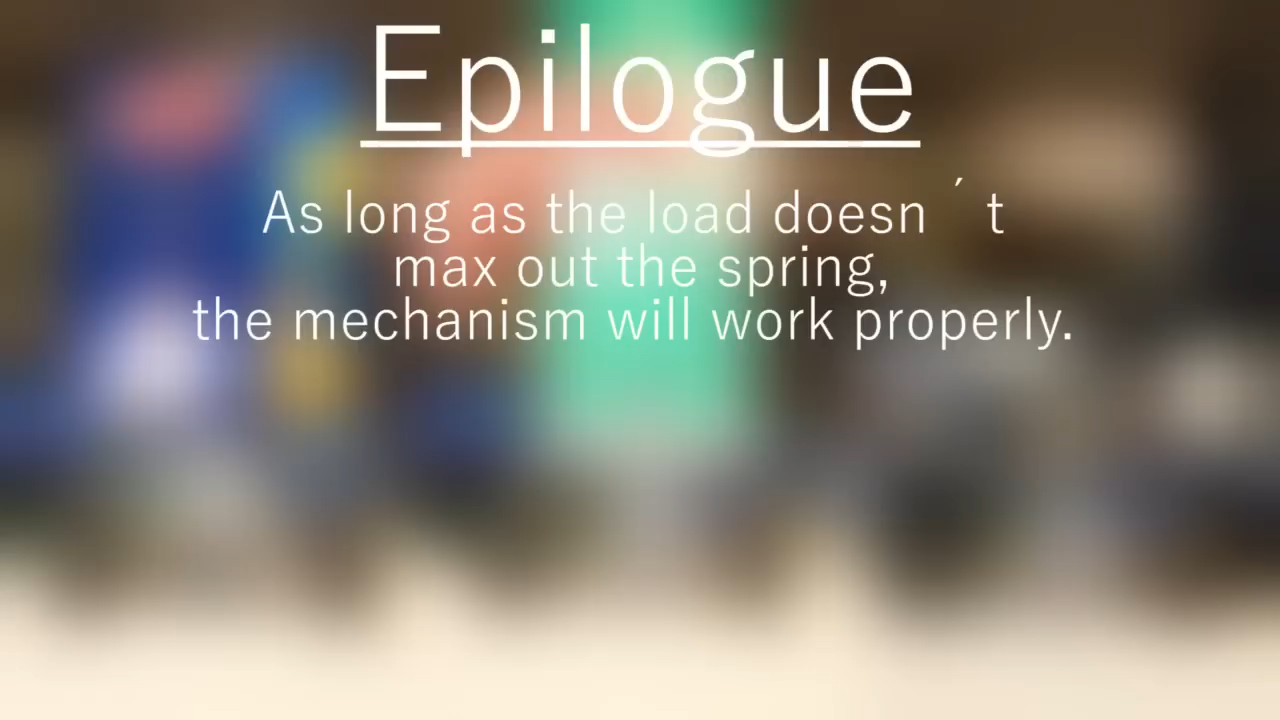 Epilogue
As long as the load doesn´t
max out the spring,
the mechanism will work properly.